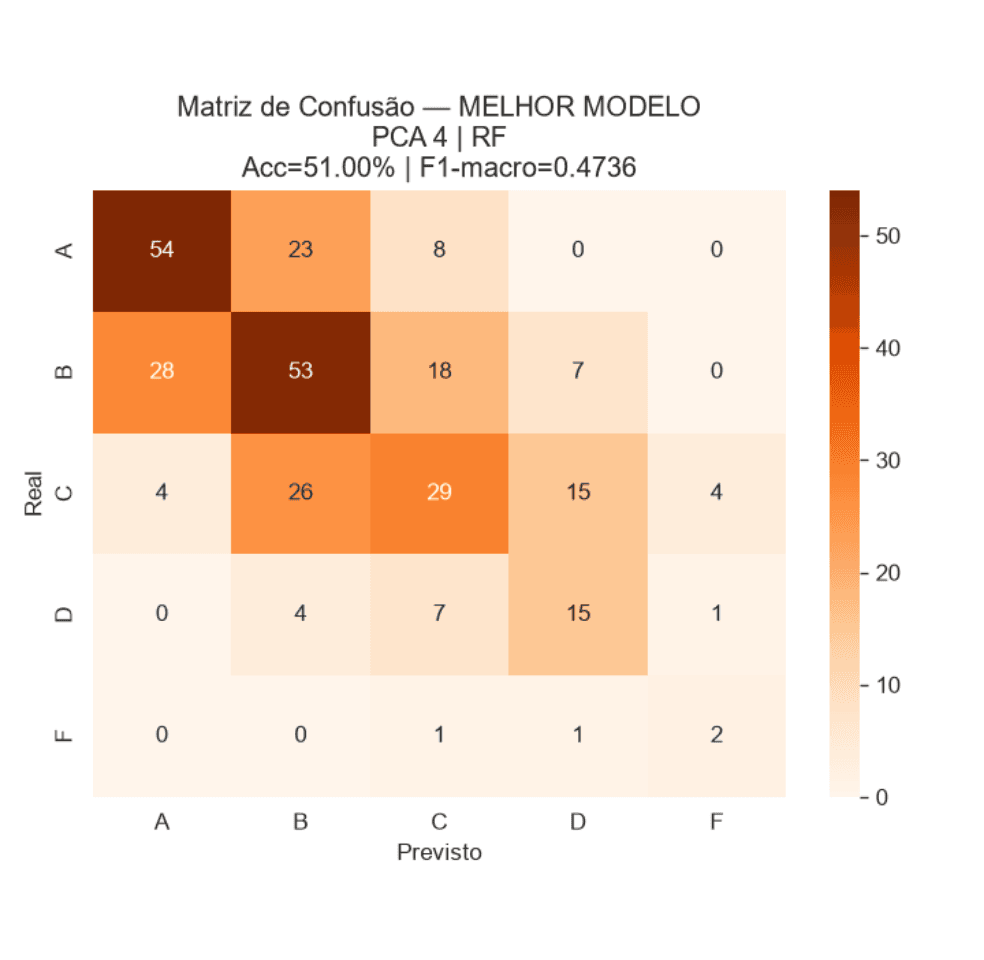 Matriz de Confusão — MELHOR MODELO
PCA 4 | RF
Acc=51.00% | F1-macro=0.4736
A 54 23 8 0 0
B 28 53 18 7 0
C 4 26 29 15 4
D 0 4 7 15 1
F 0 0 1 1 2
A B C D F
Previsto
Real
50
40
30
20
10
0